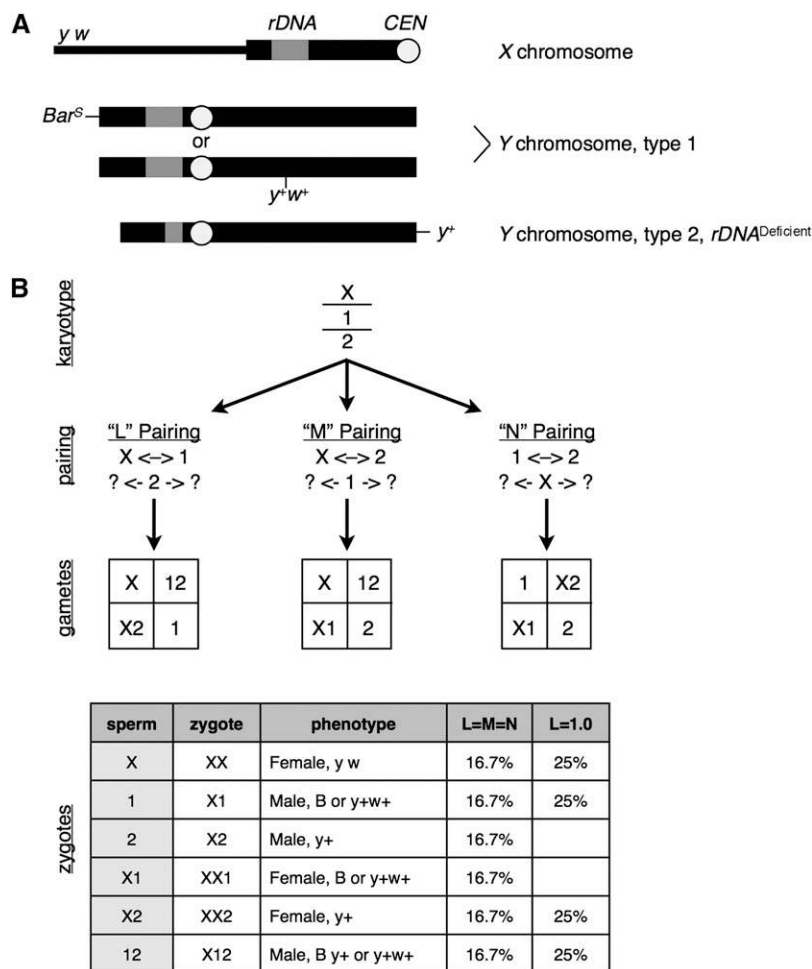 A
y w rDNA CEN
X chromosome
Bar^S
or
Y chromosome, type 1
y+w+
y+ Y chromosome, type 2, rDNA^Deficient
B
karyotype
X
1
2
pairing
"L" Pairing "M" Pairing "N" Pairing
X <--> 1 X <--> 2 1 <--> 2
? <- 2 -> ? ? <- 1 -> ? ? <- X -> ?
gametes
X 12 X 12 1 X2
X2 1 X1 2 X1 2
zygotes
sperm zygote phenotype L=M=N L=1.0
X XX Female, y w 16.7% 25%
1 X1 Male, B or y+w+ 16.7% 25%
2 X2 Male, y+ 16.7%
X1 XX1 Female, B or y+w+ 16.7%
X2 XX2 Female, y+ 16.7% 25%
12 X12 Male, B y+ or y+w+ 16.7% 25%